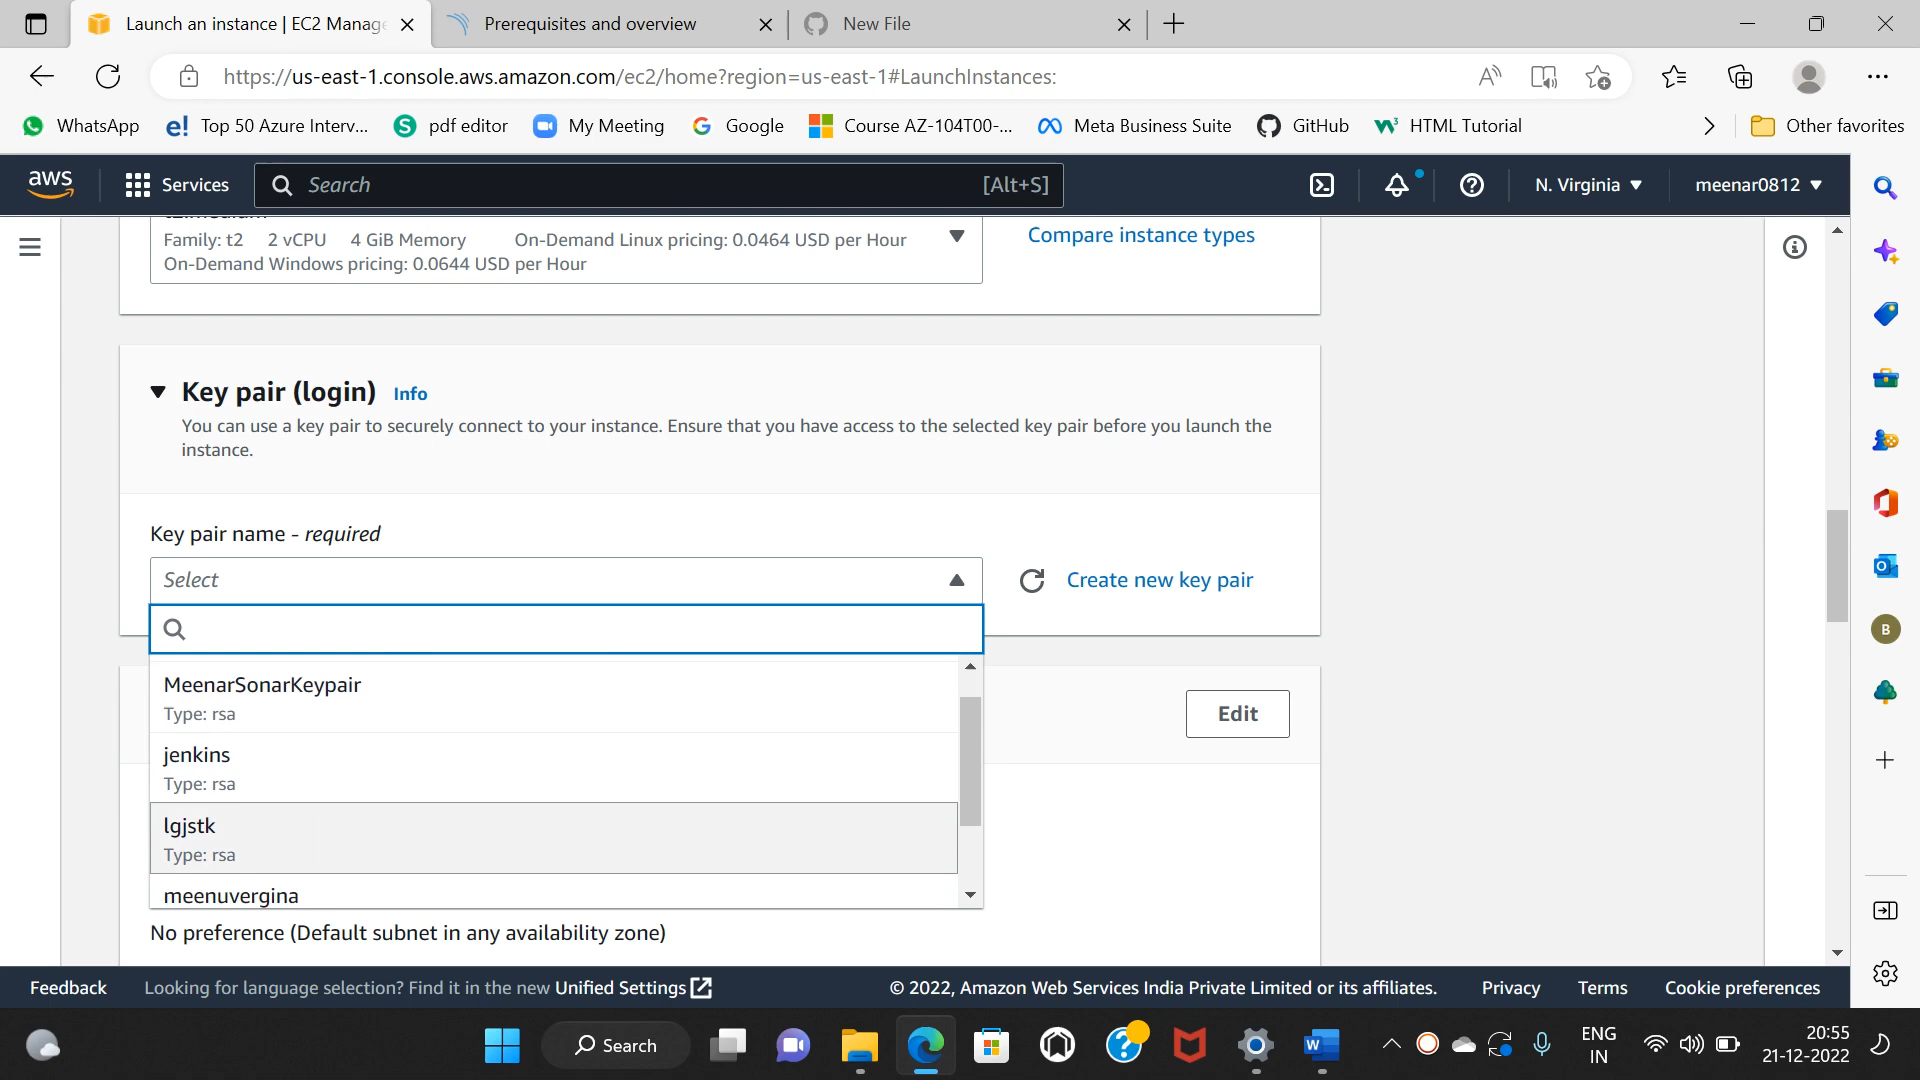 Launch an instance | EC2 Manag
Prerequisites and overview
New File
https://us-east-1.console.aws.amazon.com/ec2/home?region=us-east-1#LaunchInstances:
WhatsApp
e! Top 50 Azure Interv...
S pdf editor
My Meeting
Google
Course AZ-104T00-...
Meta Business Suite
GitHub
HTML Tutorial
Other favorites
aws
Services
Search
[Alt+S]
N. Virginia
meenar0812
Family: t2 2 vCPU 4 GiB Memory On-Demand Linux pricing: 0.0464 USD per Hour
On-Demand Windows pricing: 0.0644 USD per Hour
Compare instance types
Key pair (login) Info
You can use a key pair to securely connect to your instance. Ensure that you have access to the selected key pair before you launch the
instance.
Key pair name - required
Select
Create new key pair
MeenarSonarKeypair
Type: rsa
jenkins
Type: rsa
lgjstk
Type: rsa
meenuvergina
Edit
No preference (Default subnet in any availability zone)
B
Feedback
Looking for language selection? Find it in the new Unified Settings
© 2022, Amazon Web Services India Private Limited or its affiliates.
Privacy
Terms
Cookie preferences
Search
ENG
IN
20:55
21-12-2022